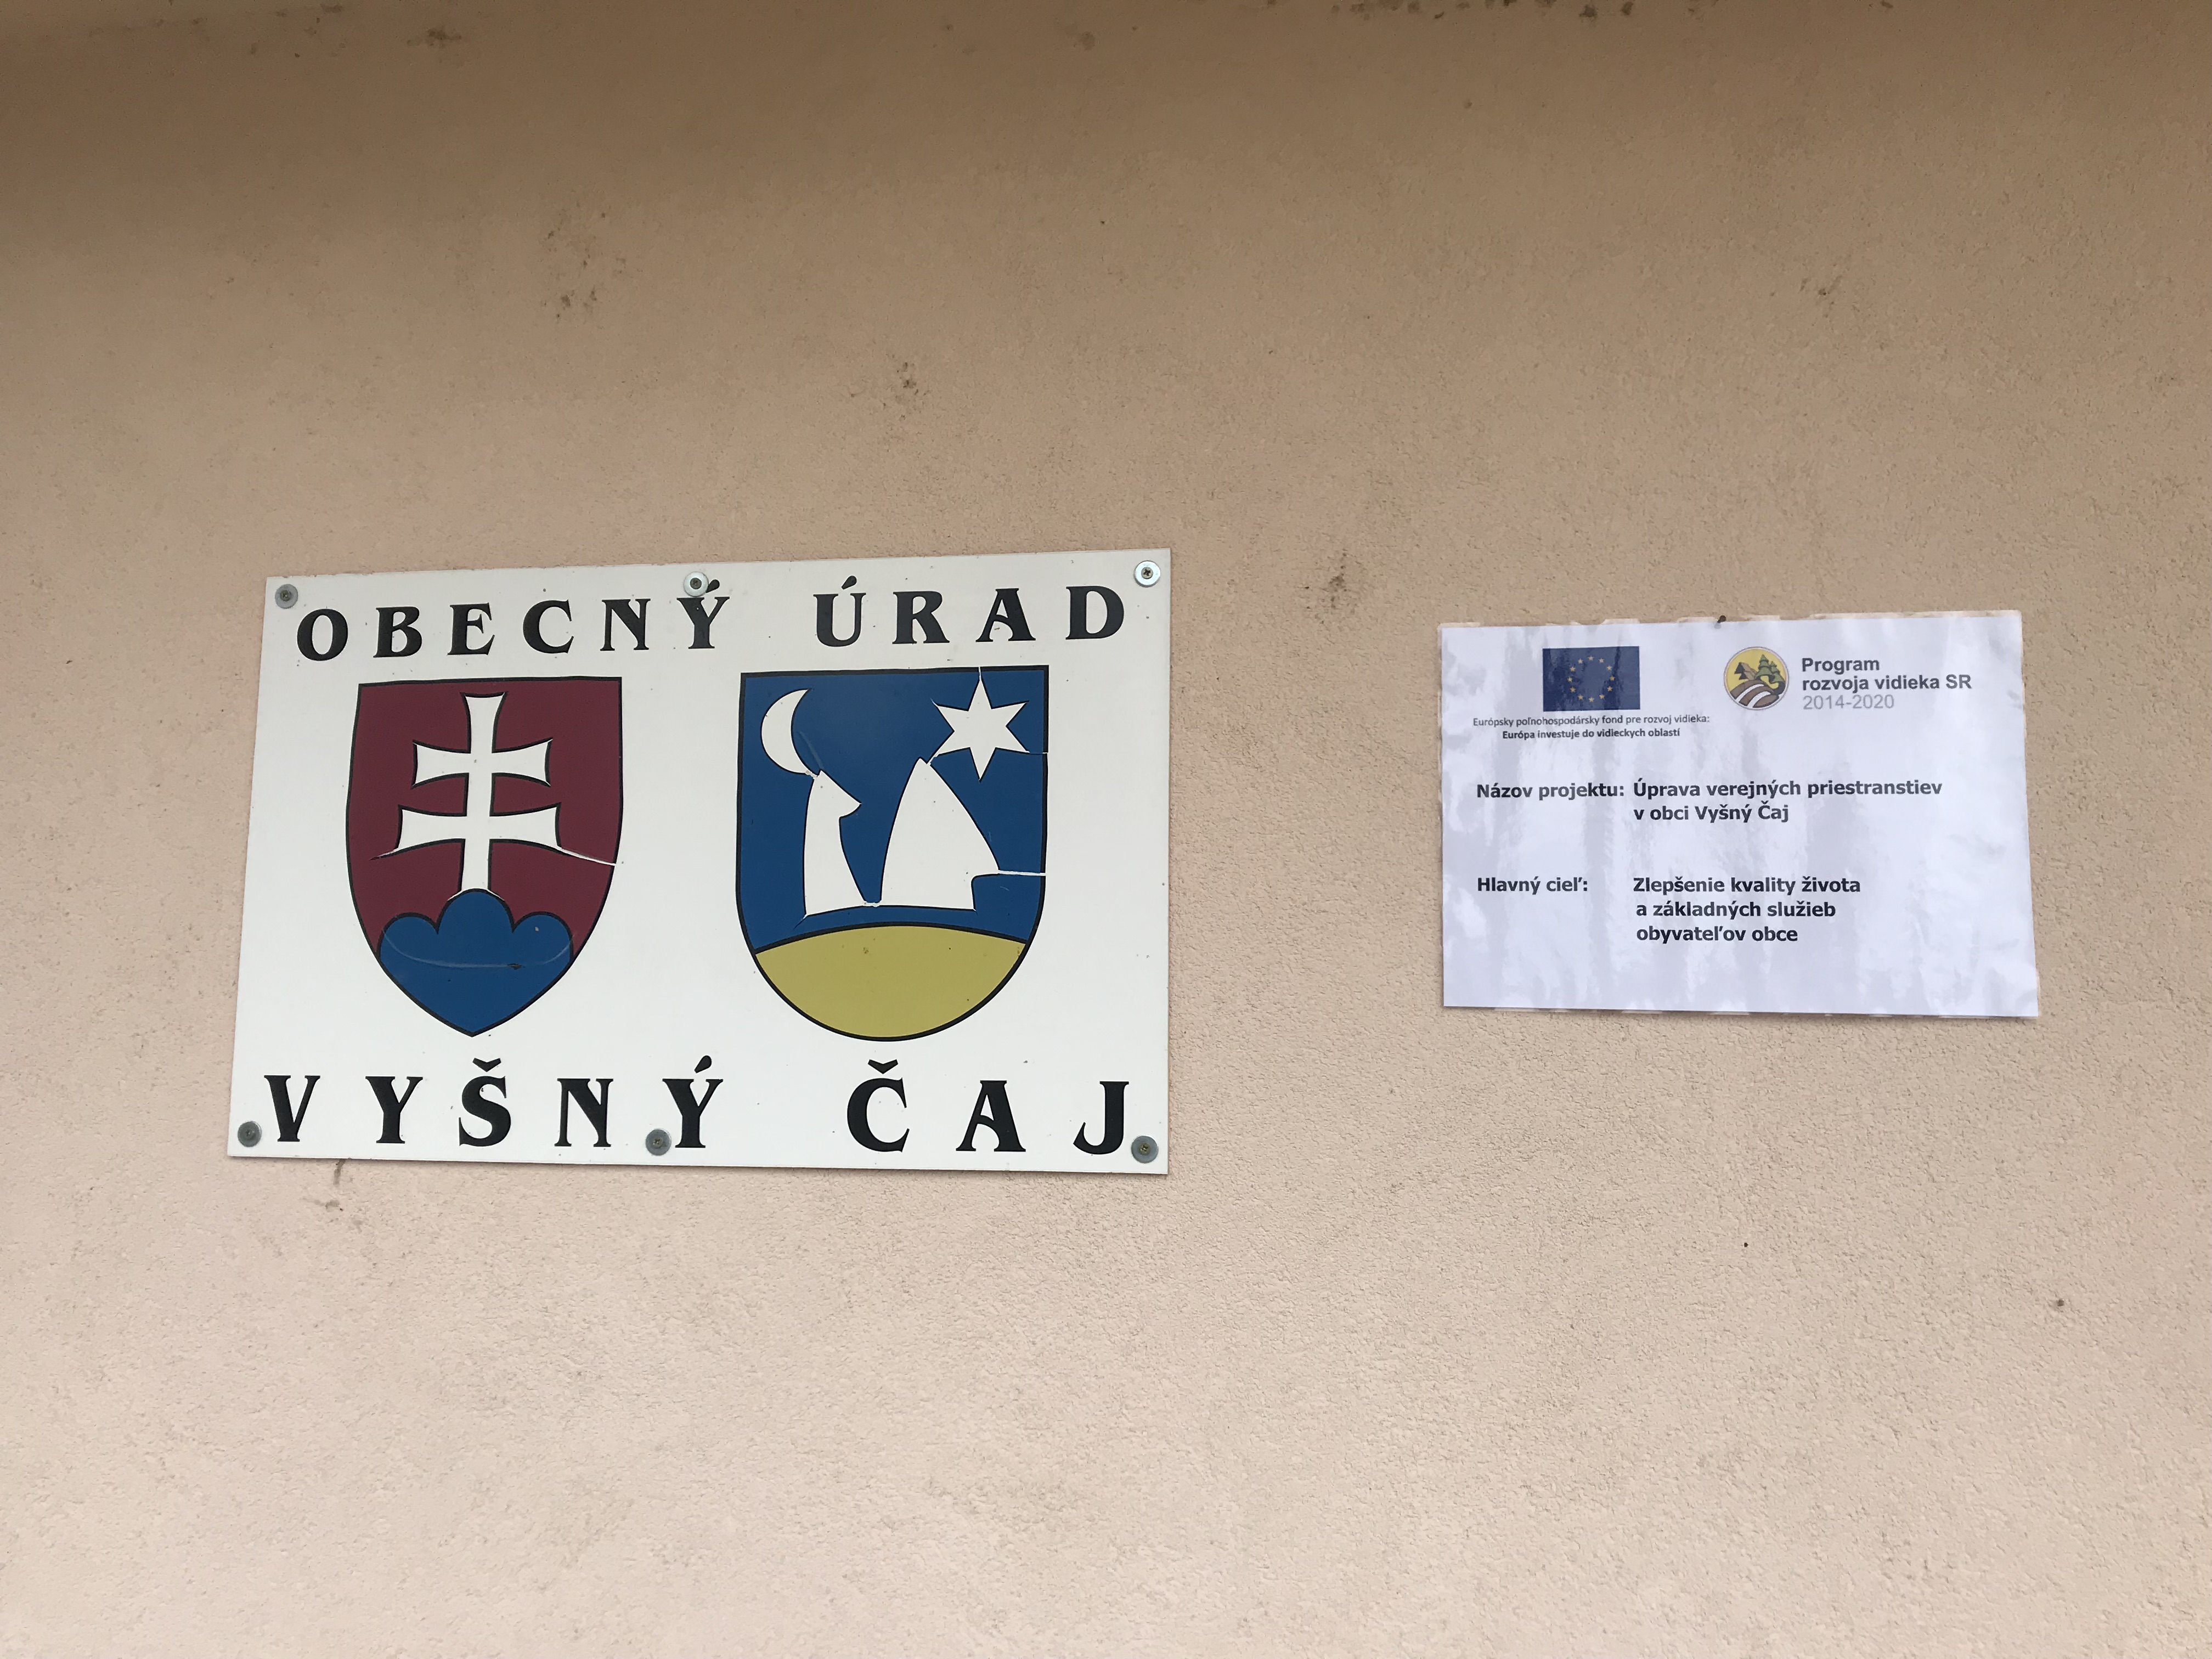 OBECNÝ ÚRAD
VYŠNÝ ČAJ
Európsky poľnohospodársky fond pre rozvoj vidieka:
Európa investuje do vidieckych oblastí
Program
rozvoja vidieka SR
2014-2020
Názov projektu: Úprava verejných priestranstiev
v obci Vyšný Čaj
Hlavný cieľ: Zlepšenie kvality života
a základných služieb
obyvateľov obce